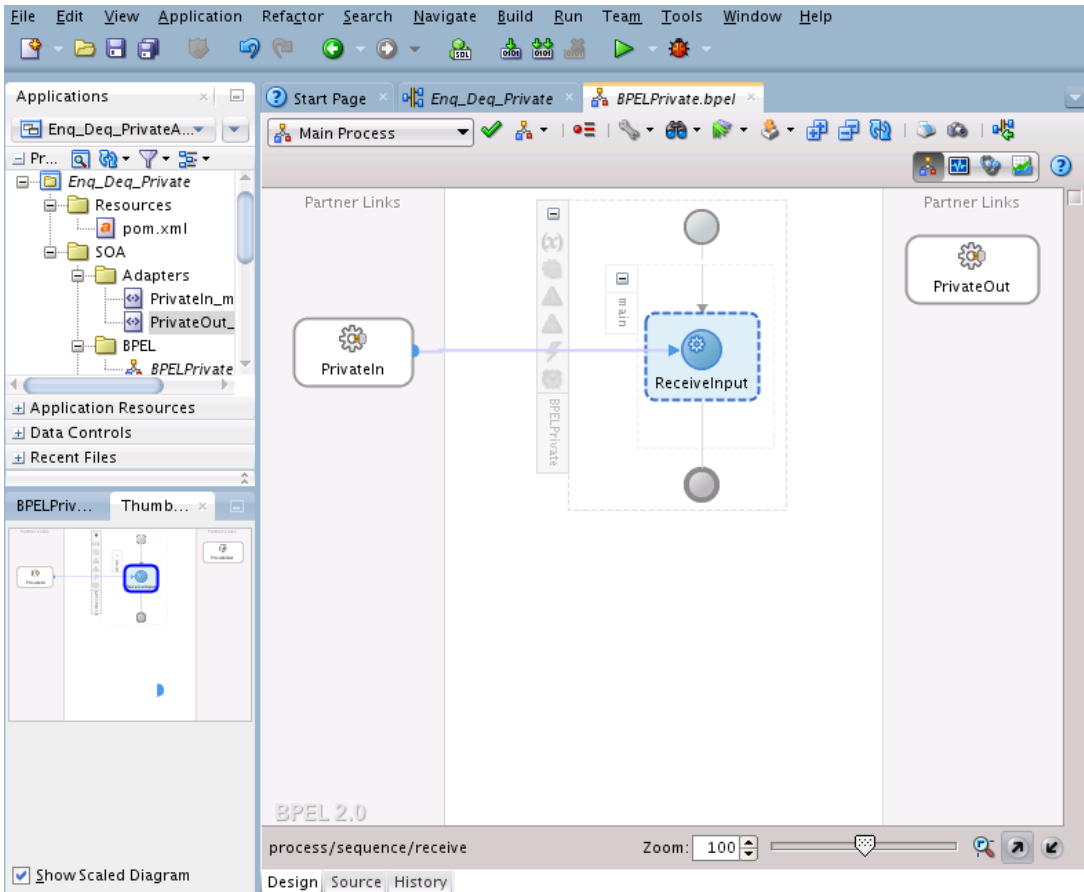 File Edit View Application Refactor Search Navigate Build Run Team Tools Window Help
Applications
Enq_Deq_PrivateA...
Pr...
Enq_Deq_Private
Resources
pom.xml
SOA
Adapters
PrivateIn_m
PrivateOut_
BPEL
BPELPrivate
Application Resources
Data Controls
Recent Files
BPELPriv... Thumb...
Show Scaled Diagram
Start Page Enq_Deq_Private BPELPrivate.bpel
Main Process
Partner Links
Partner Links
(x)
main
PrivateOut
PrivateIn
ReceiveInput
BPELPrivate
BPEL 2.0
process/sequence/receive Zoom: 100
Design Source History